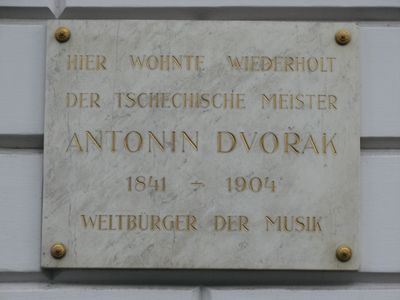 HIER WOHNTE WIEDERHOLT
DER TSCHECHISCHE MEISTER
ANTONIN DVOŘAK
1841 – 1904
WELTBÜRGER DER MUSIK